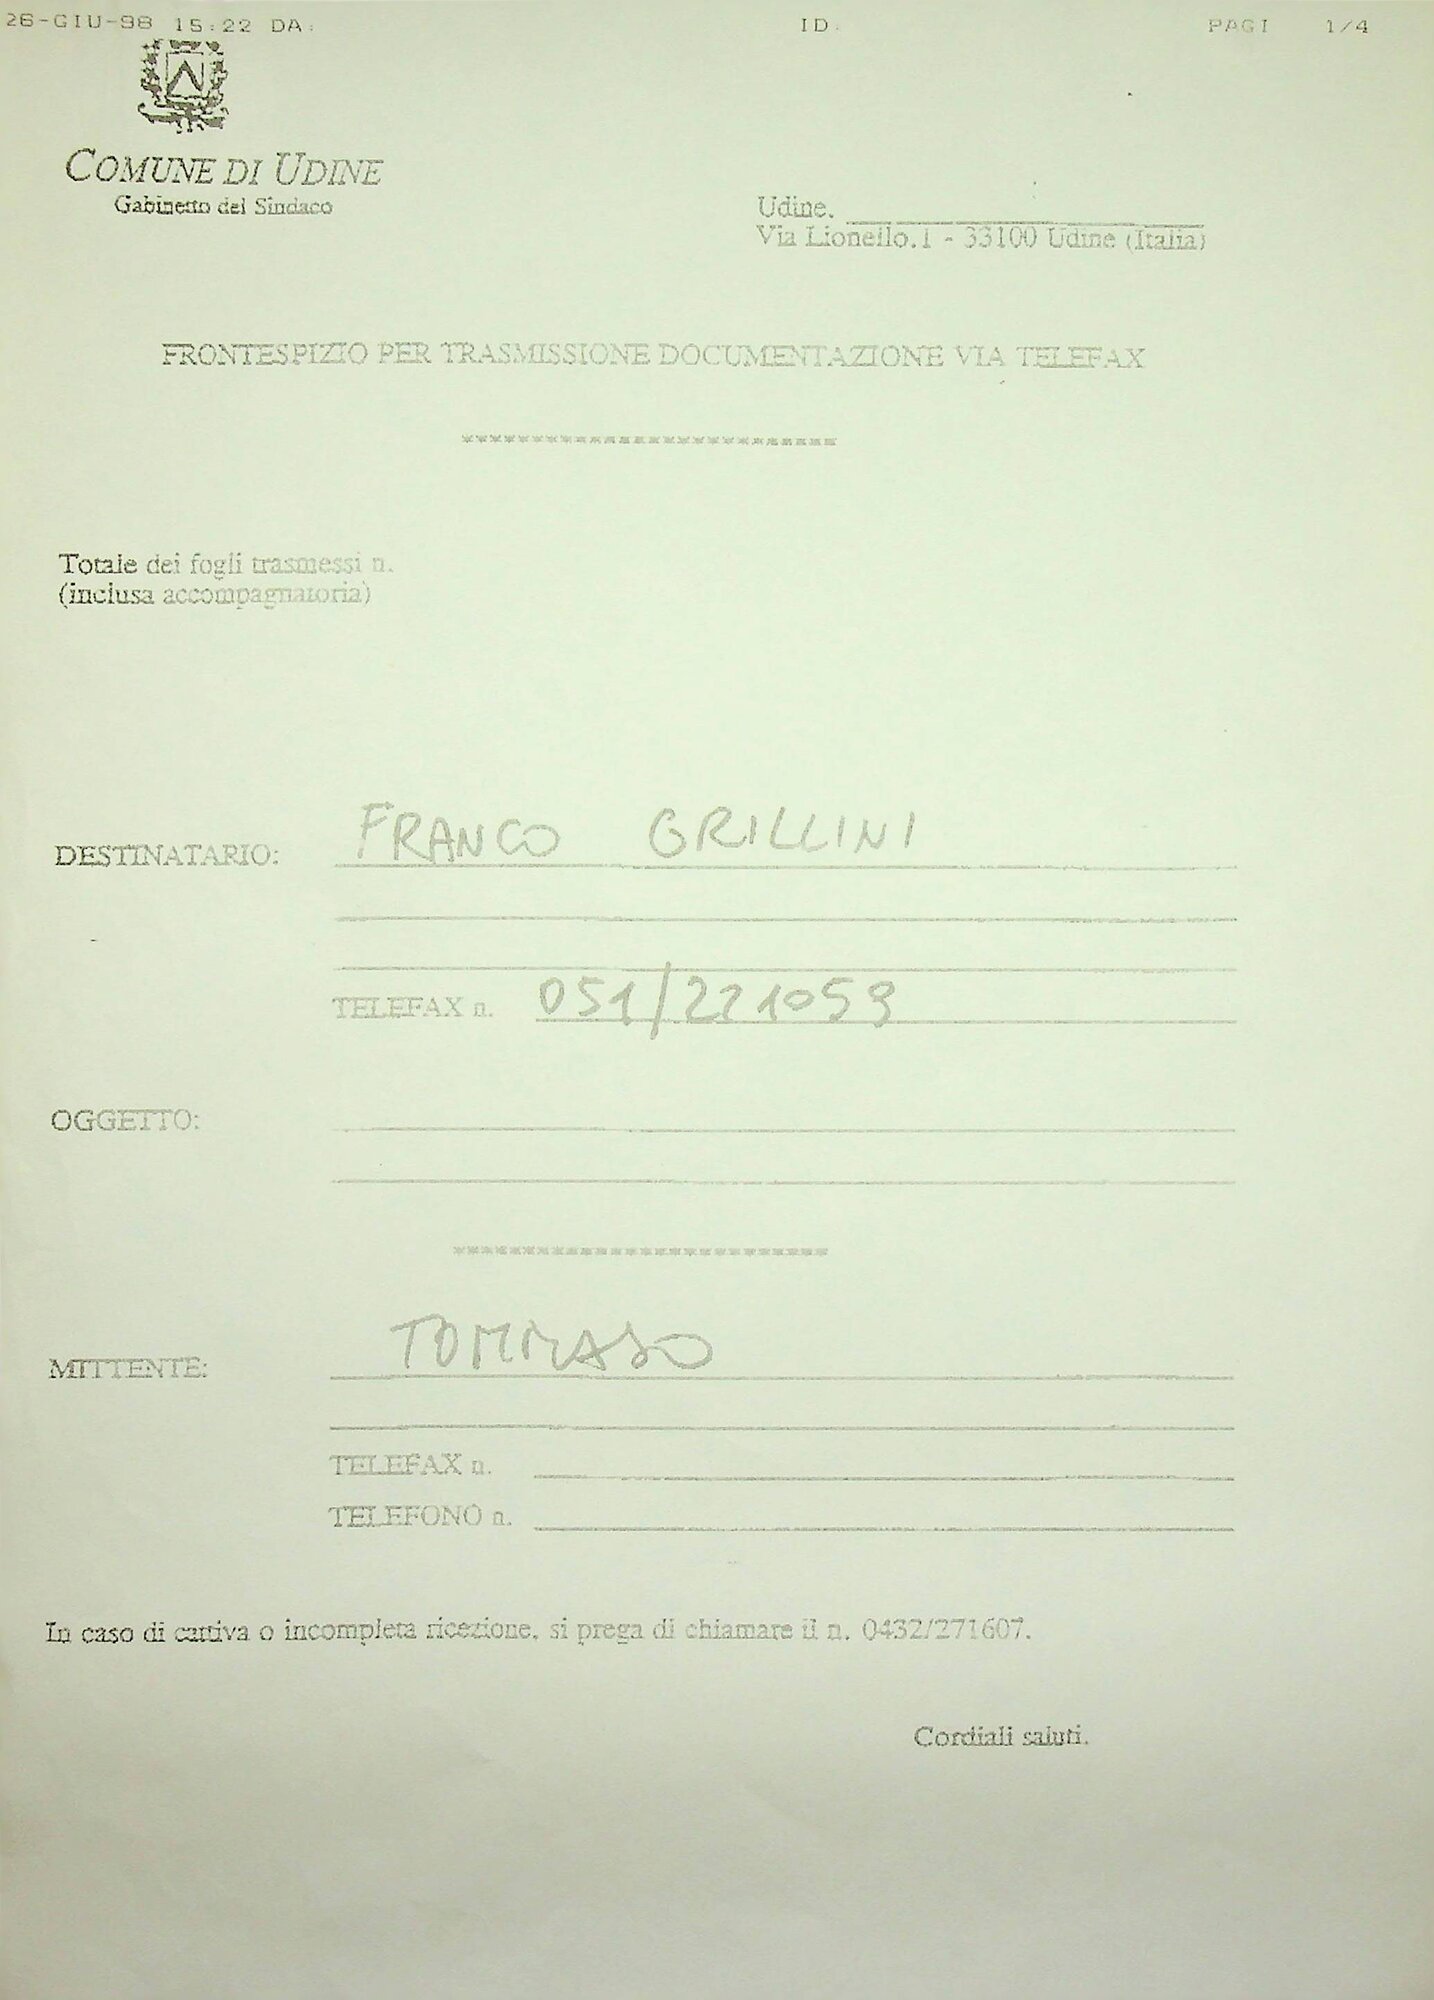 26-GIU-98 15:22 DA: ID: PAGI 1/4
COMUNE DI UDINE
Gabinetto del Sindaco
Udine,
Via Lionello,1 - 33100 Udine (Italia)
FRONTESPIZIO PER TRASMISSIONE DOCUMENTAZIONE VIA TELEFAX
**************************
Totale dei fogli trasmessi n.
(inclusa accompagnatoria)
DESTINATARIO: FRANCO GRILLINI
TELEFAX n. 051/221059
OGGETTO:
**************************
MITTENTE: TOMMASO
TELEFAX n.
TELEFONO n.
In caso di cattiva o incompleta ricezione, si prega di chiamare il n. 0432/271607.
Cordiali saluti.